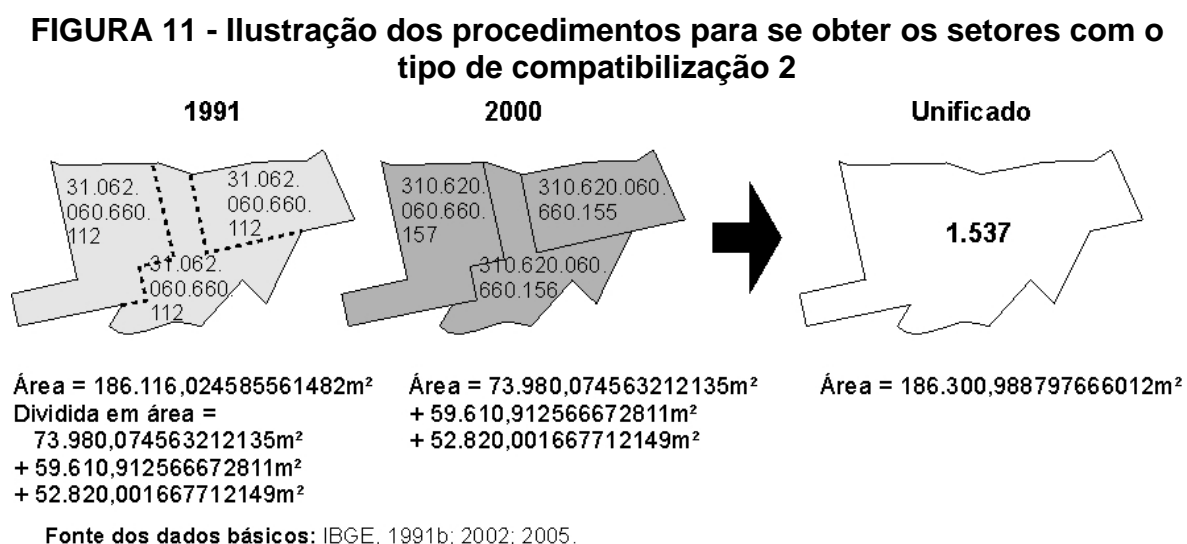 FIGURA 11 - Ilustração dos procedimentos para se obter os setores com o
tipo de compatibilização 2
1991
2000
Unificado
31.062.
060.660.
112
31.062.
060.660.
112
31.062.
060.660.
112
310.620.
060.660.
157
310.620.060.
660.155
310.620.060.
660.156
1.537
Área = 186.116,024585561482m²
Dividida em área =
73.980,074563212135m²
+ 59.610,912566672811m²
+ 52.820,001667712149m²
Área = 73.980,074563212135m²
+ 59.610,912566672811m²
+ 52.820,001667712149m²
Área = 186.300,988797666012m²
Fonte dos dados básicos: IBGE, 1991b; 2002; 2005.